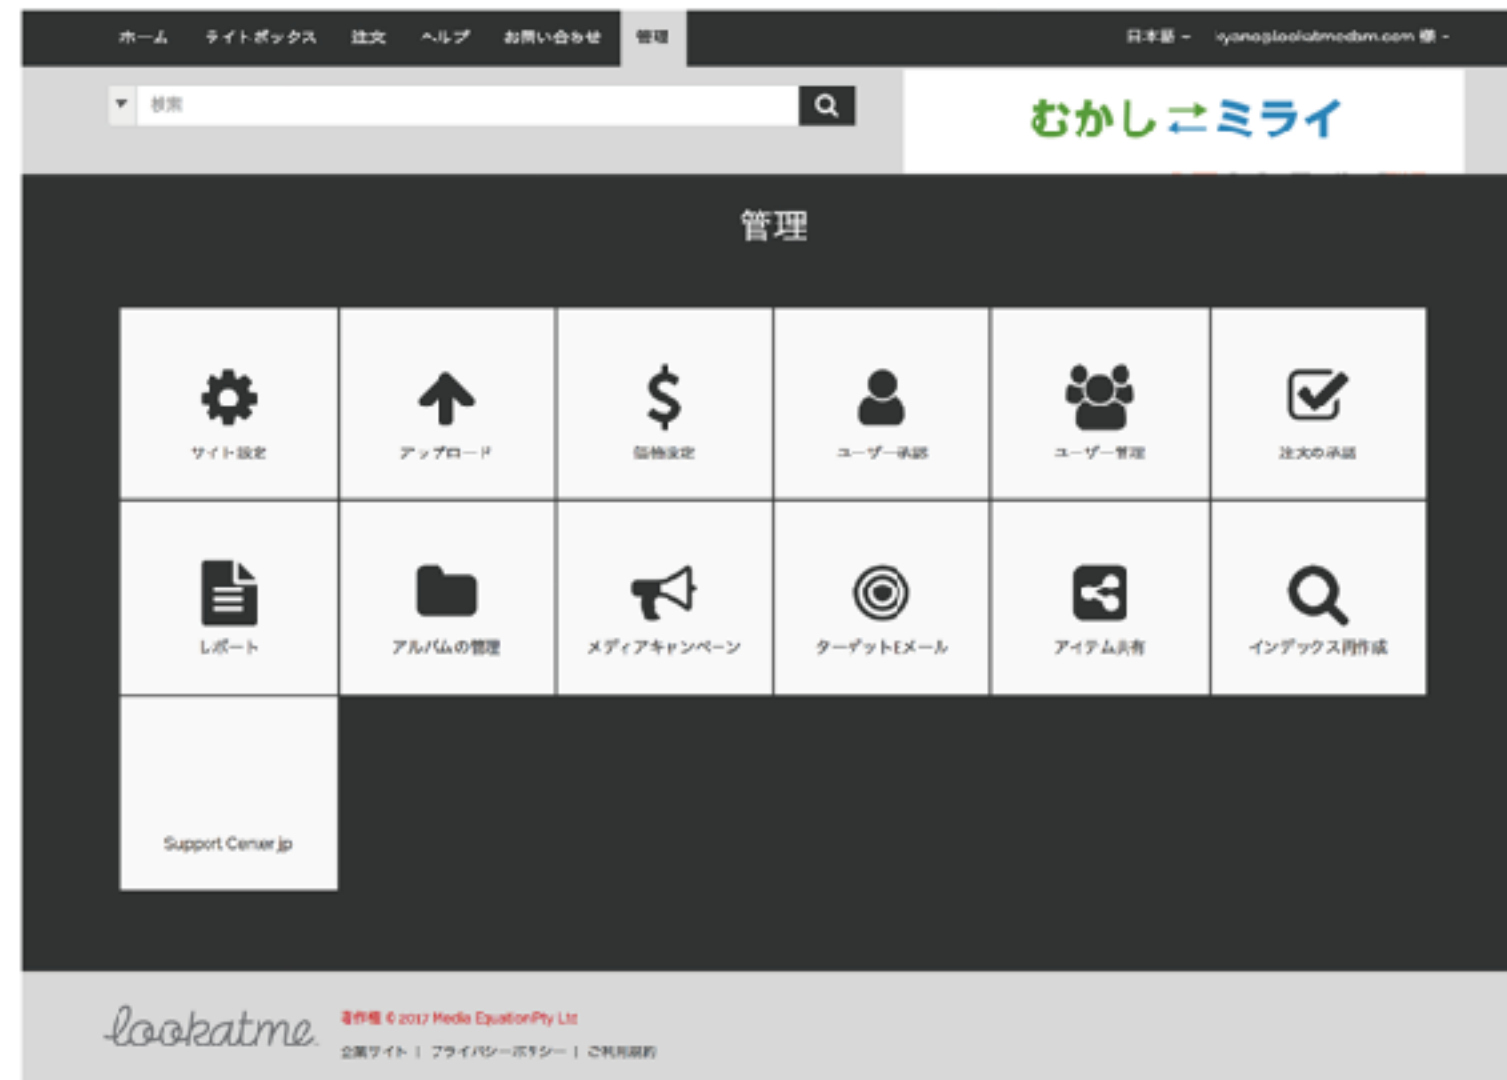 ホーム ライトボックス 注文 ヘルプ お問い合わせ 管理 日本語
検索
むかし ミライ
管理
サイト設定 アップロード 価格設定 ユーザー承認 ユーザー管理 注文の承認
レポート アルバムの管理 メディアキャンペーン ターゲットEメール アイテム共有 インデックス再作成
Support Center jp
lookatme.
著作権 © 2017 Media Equation Pty Ltd
企業サイト | プライバシーポリシー | ご利用規約